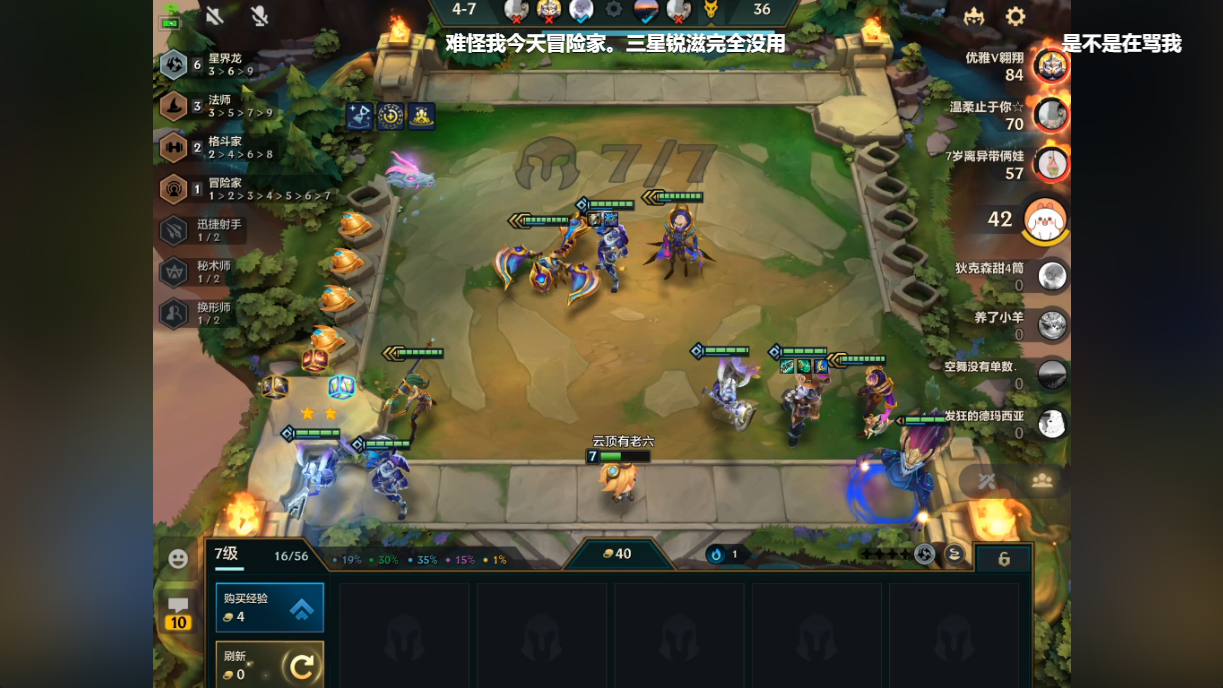 4-7
36
难怪我今天冒险家。三星锐滋完全没用
是不是在骂我
6
星界龙
3 > 6 > 9
3
法师
3 > 5 > 7 > 9
2
格斗家
2 > 4 > 6 > 8
1
冒险家
1 > 2 > 3 > 4 > 5 > 6 > 7
迅捷射手
1 / 2
秘术师
1 / 2
换形师
1 / 2
7/7
优雅V翱翔
84
温柔止于你☆
70
7岁离异带俩娃
57
42
狄克森甜4筒
0
养了小羊
0
空舞没有单数.
0
发狂的德玛西亚
0
云顶有老六
7
7级
16/56
19% 30% 35% 15% 1%
40
1
6
10
购买经验
4
刷新
0